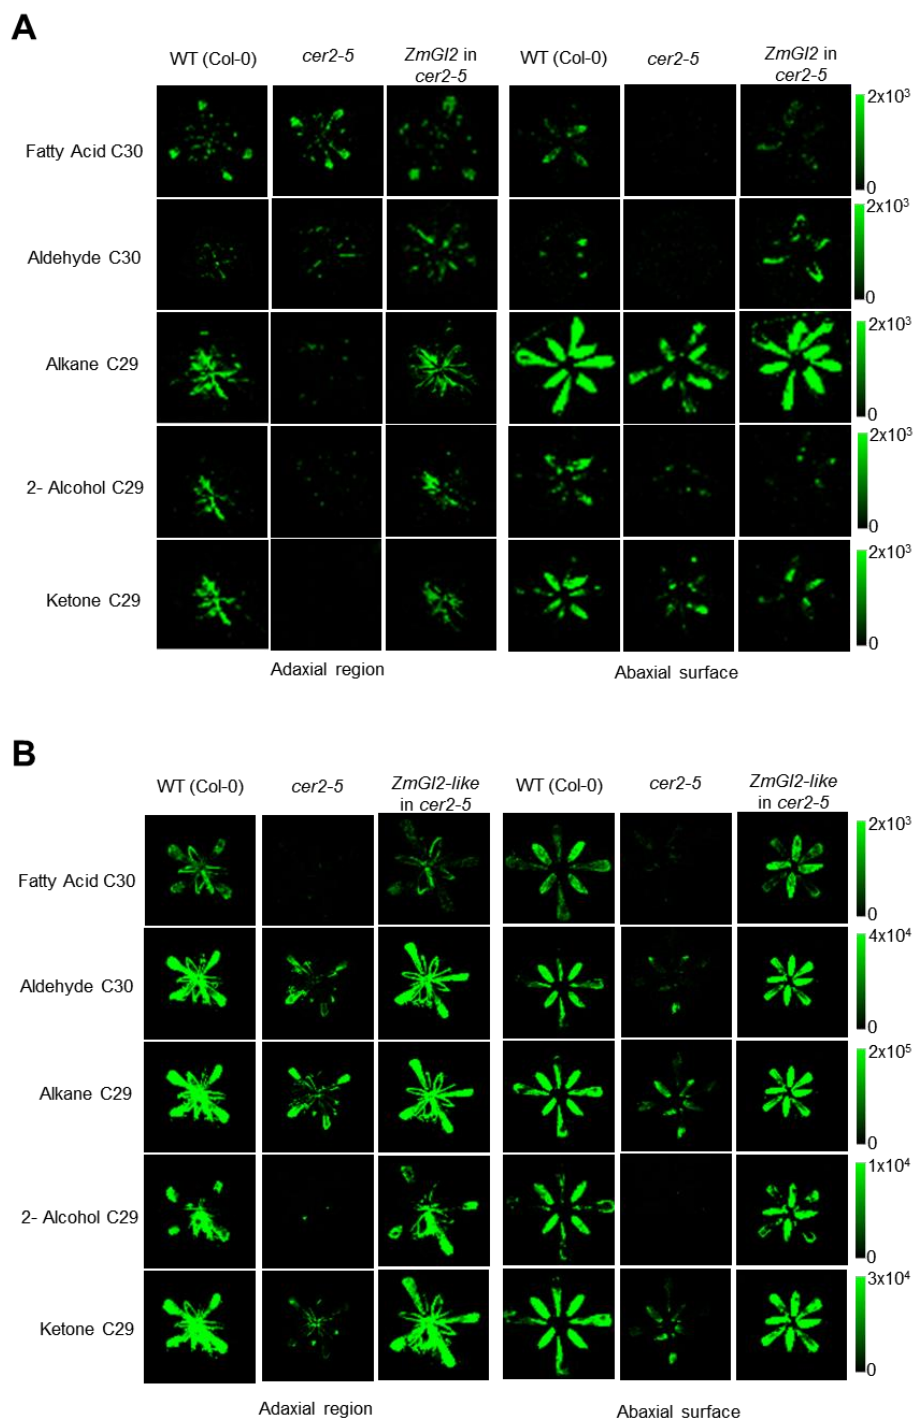 A
WT (Col-0) cer2-5 ZmGl2 in cer2-5 WT (Col-0) cer2-5 ZmGl2 in cer2-5
Fatty Acid C30 2x10³ 0
Aldehyde C30 2x10³ 0
Alkane C29 2x10³ 0
2- Alcohol C29 2x10³ 0
Ketone C29 2x10³ 0
Adaxial region Abaxial surface
B
WT (Col-0) cer2-5 ZmGl2-like in cer2-5 WT (Col-0) cer2-5 ZmGl2-like in cer2-5
Fatty Acid C30 2x10³ 0
Aldehyde C30 4x10⁴ 0
Alkane C29 2x10⁵ 0
2- Alcohol C29 1x10⁴ 0
Ketone C29 3x10⁴ 0
Adaxial region Abaxial surface